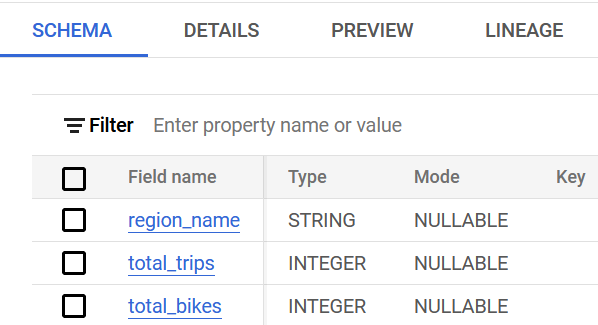 SCHEMA DETAILS PREVIEW LINEAGE
Filter Enter property name or value
Field name Type Mode Key
region_name STRING NULLABLE
total_trips INTEGER NULLABLE
total_bikes INTEGER NULLABLE